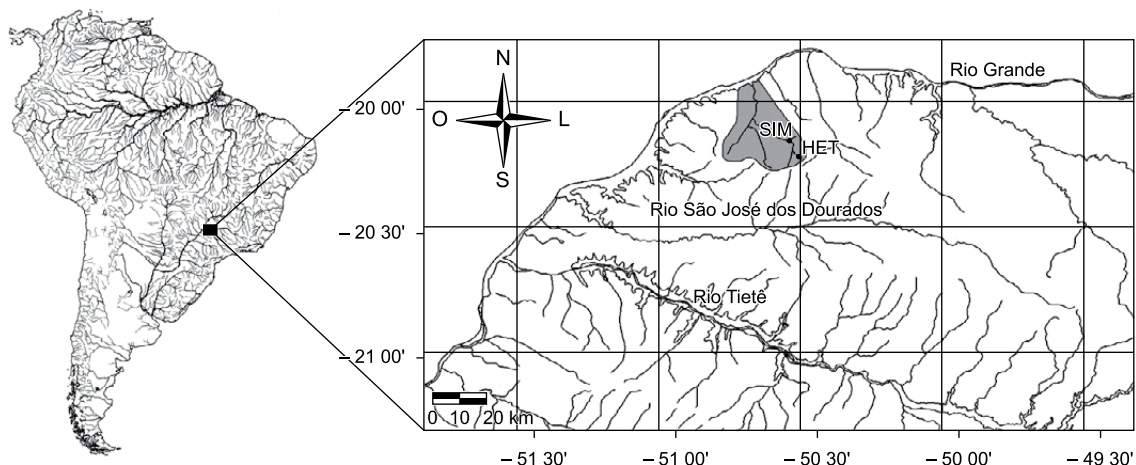 N
O
L
S
Rio Grande
SIM
HET
Rio São José dos Dourados
Rio Tietê
– 20 00'
– 20 30'
– 21 00'
0 10 20 km
– 51 30'
– 51 00'
– 50 30'
– 50 00'
– 49 30'